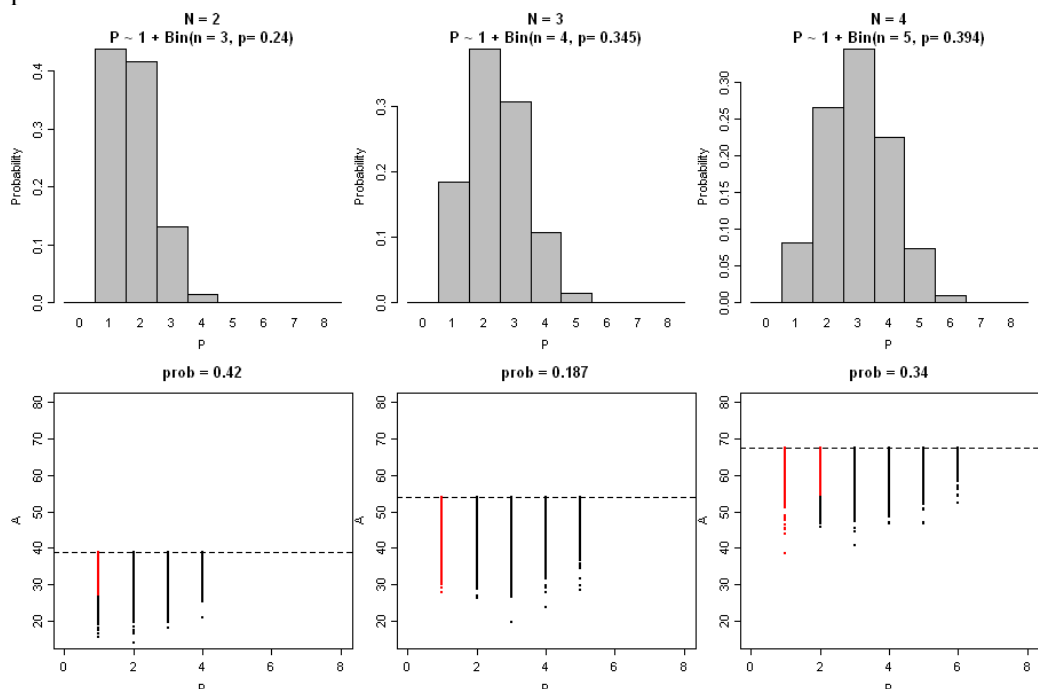 N = 2
P ~ 1 + Bin(n = 3, p= 0.24)
Probability
0.0 0.1 0.2 0.3 0.4
0 1 2 3 4 5 6 7 8
P
N = 3
P ~ 1 + Bin(n = 4, p= 0.345)
Probability
0.0 0.1 0.2 0.3
0 1 2 3 4 5 6 7 8
P
N = 4
P ~ 1 + Bin(n = 5, p= 0.394)
Probability
0.00 0.05 0.10 0.15 0.20 0.25 0.30
0 1 2 3 4 5 6 7 8
P
prob = 0.42
A
20 30 40 50 60 70 80
0 2 4 6 8
P
prob = 0.187
A
20 30 40 50 60 70 80
0 2 4 6 8
P
prob = 0.34
A
20 30 40 50 60 70 80
0 2 4 6 8
P